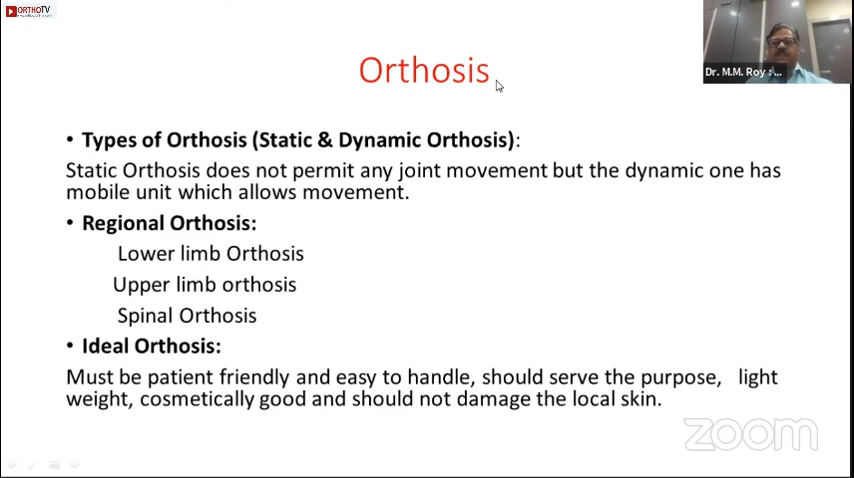 ORTHOTV
Orthosis
Dr. M.M. Roy : ...
• Types of Orthosis (Static & Dynamic Orthosis):
Static Orthosis does not permit any joint movement but the dynamic one has
mobile unit which allows movement.
• Regional Orthosis:
Lower limb Orthosis
Upper limb orthosis
Spinal Orthosis
• Ideal Orthosis:
Must be patient friendly and easy to handle, should serve the purpose, light
weight, cosmetically good and should not damage the local skin.
zoom